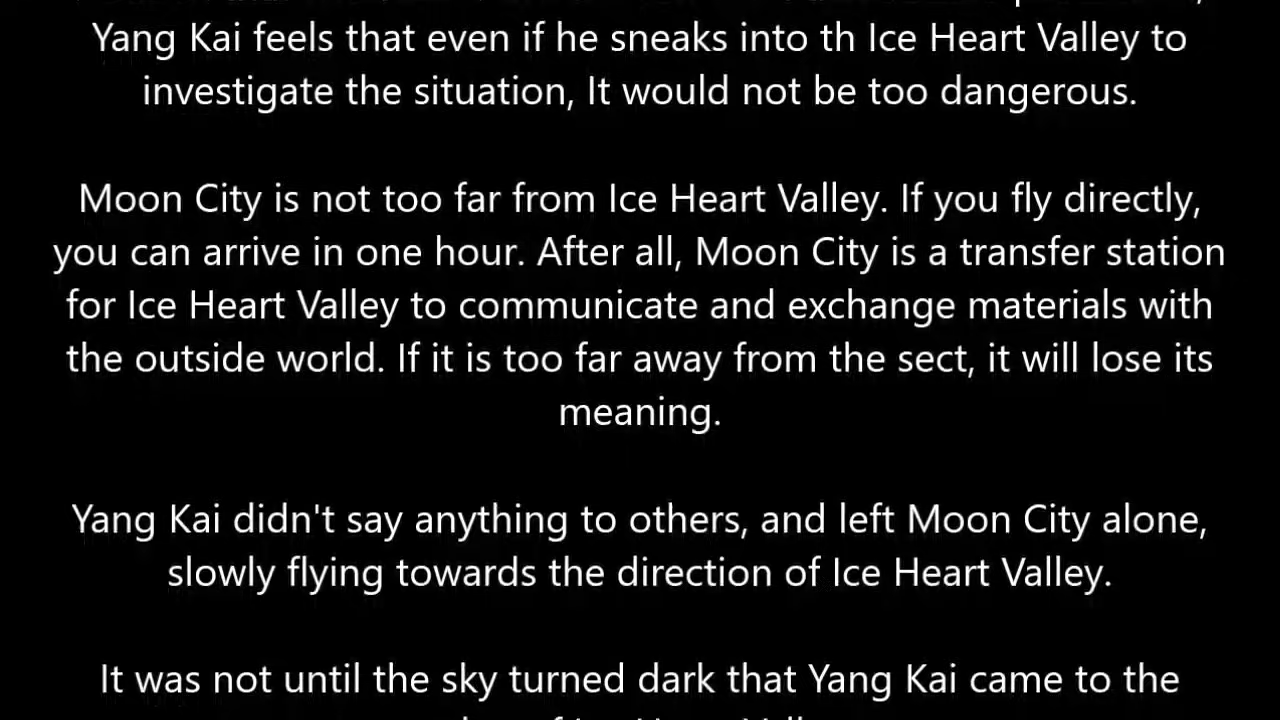 Yang Kai feels that even if he sneaks into th Ice Heart Valley to
investigate the situation, It would not be too dangerous.
Moon City is not too far from Ice Heart Valley. If you fly directly,
you can arrive in one hour. After all, Moon City is a transfer station
for Ice Heart Valley to communicate and exchange materials with
the outside world. If it is too far away from the sect, it will lose its
meaning.
Yang Kai didn't say anything to others, and left Moon City alone,
slowly flying towards the direction of Ice Heart Valley.
It was not until the sky turned dark that Yang Kai came to the